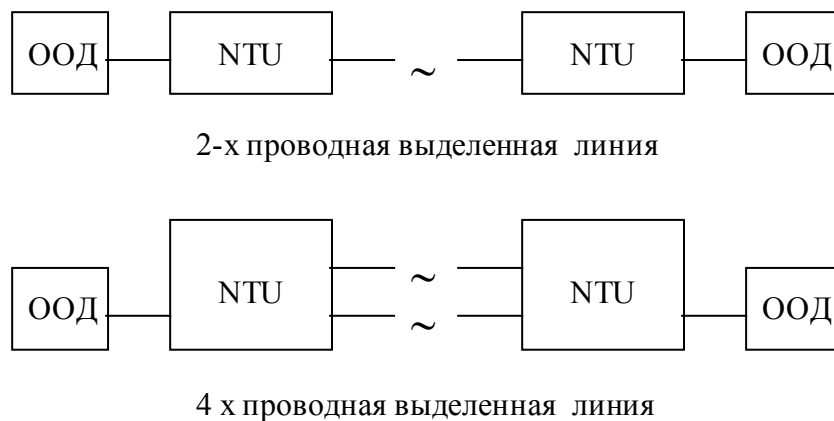 ООД NTU ~ NTU ООД
2-х проводная выделенная линия
~
NTU NTU
ООД ~ ООД
4 х проводная выделенная линия